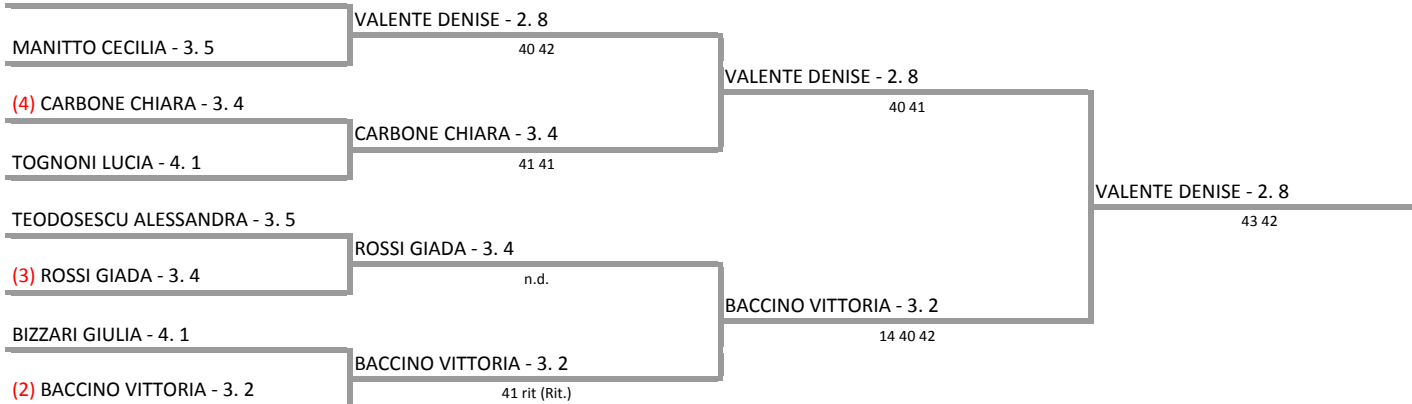 VALENTE DENISE - 2. 8
MANITTO CECILIA - 3. 5
40 42
VALENTE DENISE - 2. 8
(4) CARBONE CHIARA - 3. 4
40 41
CARBONE CHIARA - 3. 4
TOGNONI LUCIA - 4. 1
41 41
VALENTE DENISE - 2. 8
TEODOSESCU ALESSANDRA - 3. 5
43 42
ROSSI GIADA - 3. 4
(3) ROSSI GIADA - 3. 4
n.d.
BACCINO VITTORIA - 3. 2
BIZZARI GIULIA - 4. 1
14 40 42
BACCINO VITTORIA - 3. 2
(2) BACCINO VITTORIA - 3. 2
41 rit (Rit.)